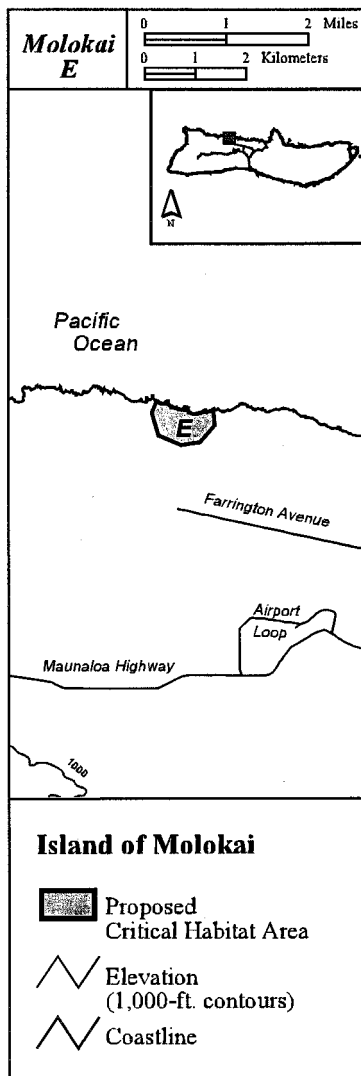 Molokai
E
0 1 2 Miles
0 1 2 Kilometers
N
Pacific
Ocean
E
Farrington Avenue
Airport
Loop
Maunaloa Highway
1000
Island of Molokai
Proposed
Critical Habitat Area
Elevation
(1,000-ft. contours)
Coastline